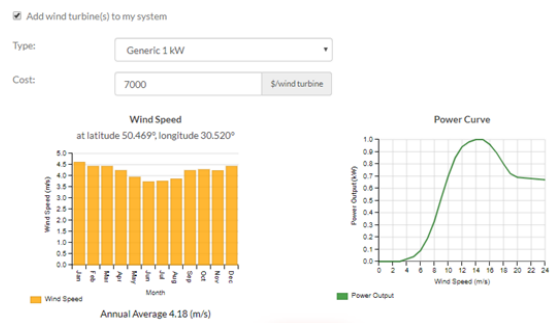 Add wind turbine(s) to my system
Type:
Generic 1 kW
Cost:
7000
$/wind turbine
Wind Speed
at latitude 50.469º, longitude 30.520º
Wind Speed (m/s)
5.0
4.5
4.0
3.5
3.0
2.5
2.0
1.5
1.0
0.5
0.0
Jan Feb Mar Apr May Jun Jul Aug Sep Oct Nov Dec
Month
Wind Speed
Annual Average 4.18 (m/s)
Power Curve
Power Output(kW)
1.0
0.9
0.8
0.7
0.6
0.5
0.4
0.3
0.2
0.1
0.0
0 2 4 6 8 10 12 14 16 18 20 22 24
Wind Speed (m/s)
Power Output